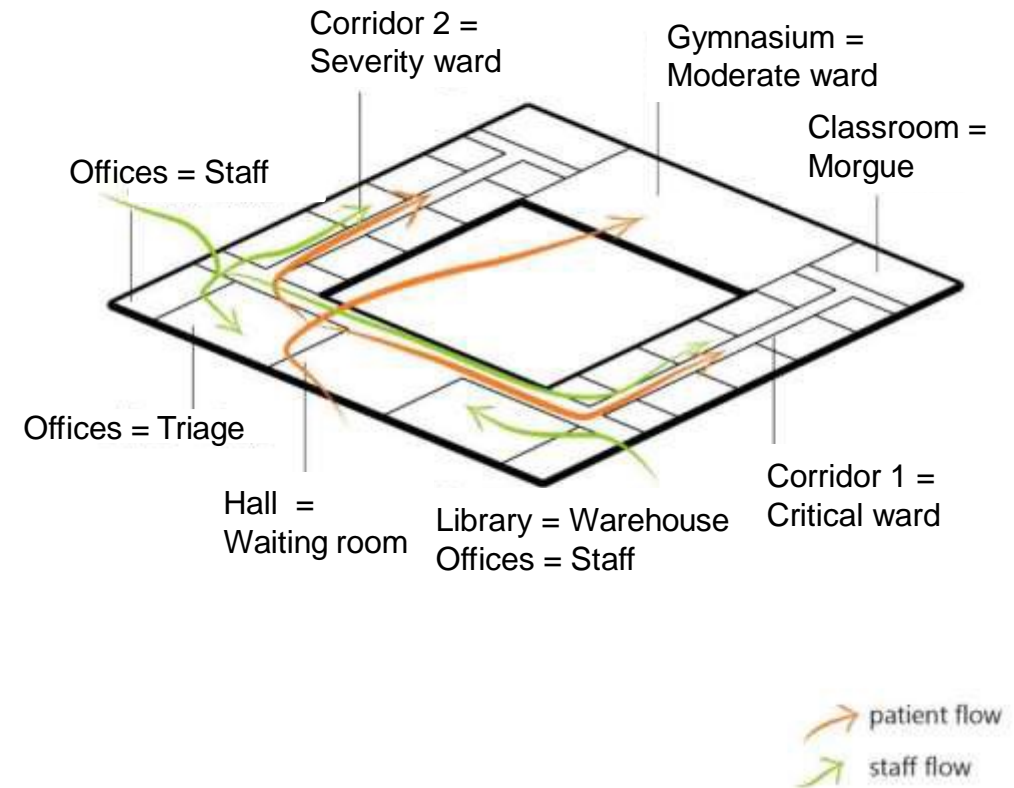 Corridor 2 =
Severity ward
Gymnasium =
Moderate ward
Classroom =
Morgue
Offices = Staff
Offices = Triage
Hall =
Waiting room
Library = Warehouse
Offices = Staff
Corridor 1 =
Critical ward
patient flow
staff flow